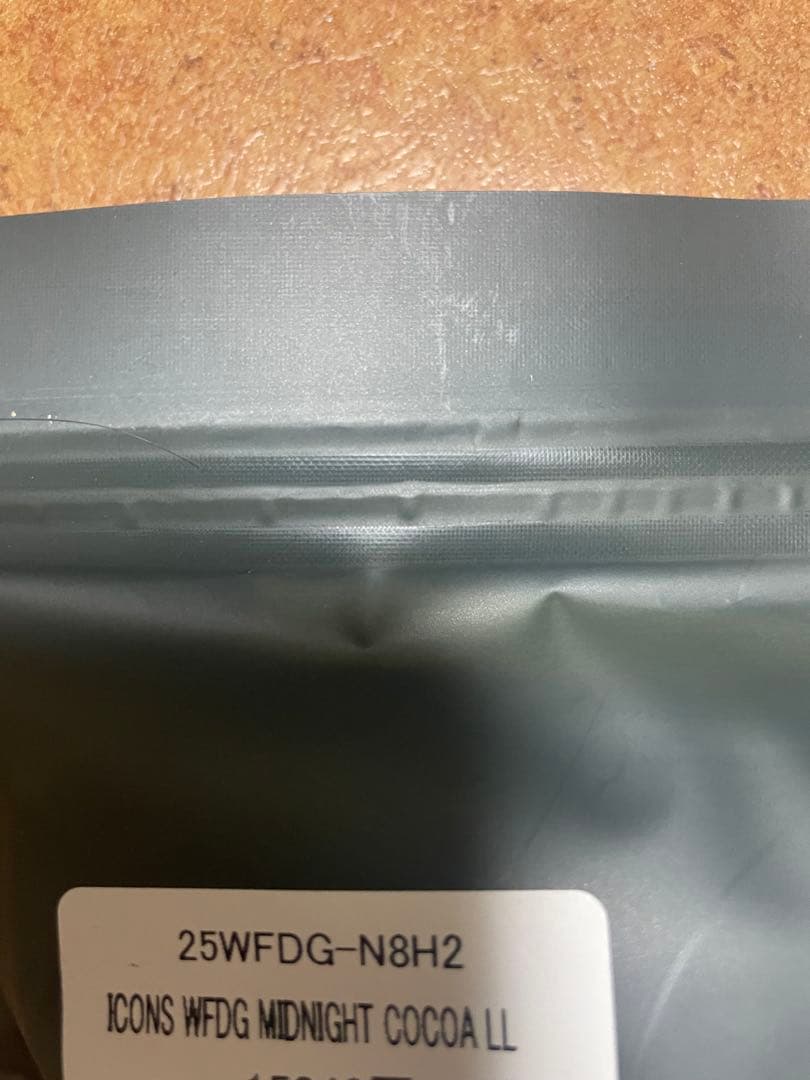 25WFDG-N8H2
ICONS WFDG MIDNIGHT COCOA LL